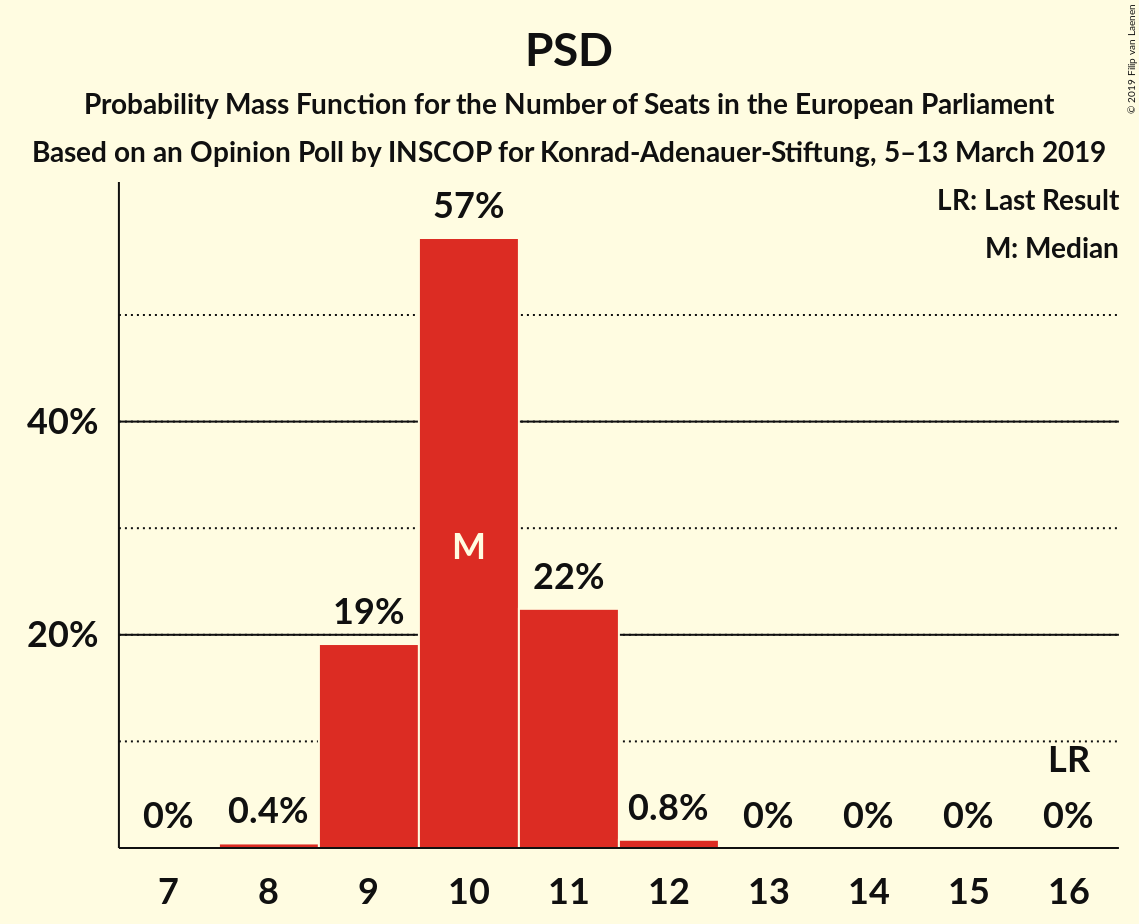 PSD
Probability Mass Function for the Number of Seats in the European Parliament
Based on an Opinion Poll by INSCOP for Konrad-Adenauer-Stiftung, 5–13 March 2019
© 2019 Filip van Laenen
LR: Last Result
M: Median
57%
40%
M
22%
19%
20%
LR
0% 0.4% 0.8% 0% 0% 0% 0%
7 8 9 10 11 12 13 14 15 16